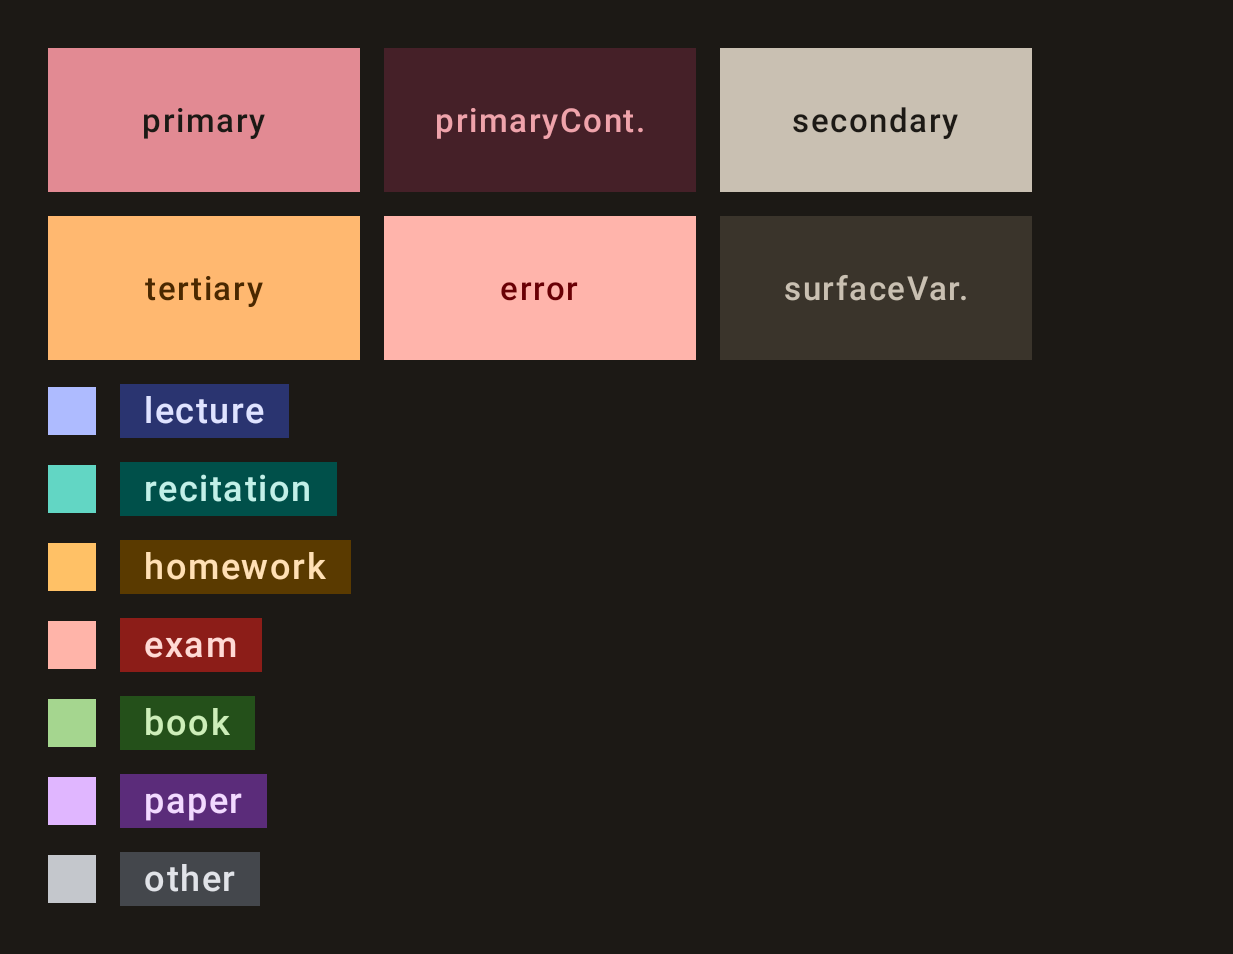 primary primaryCont. secondary
tertiary error surfaceVar.
lecture
recitation
homework
exam
book
paper
other